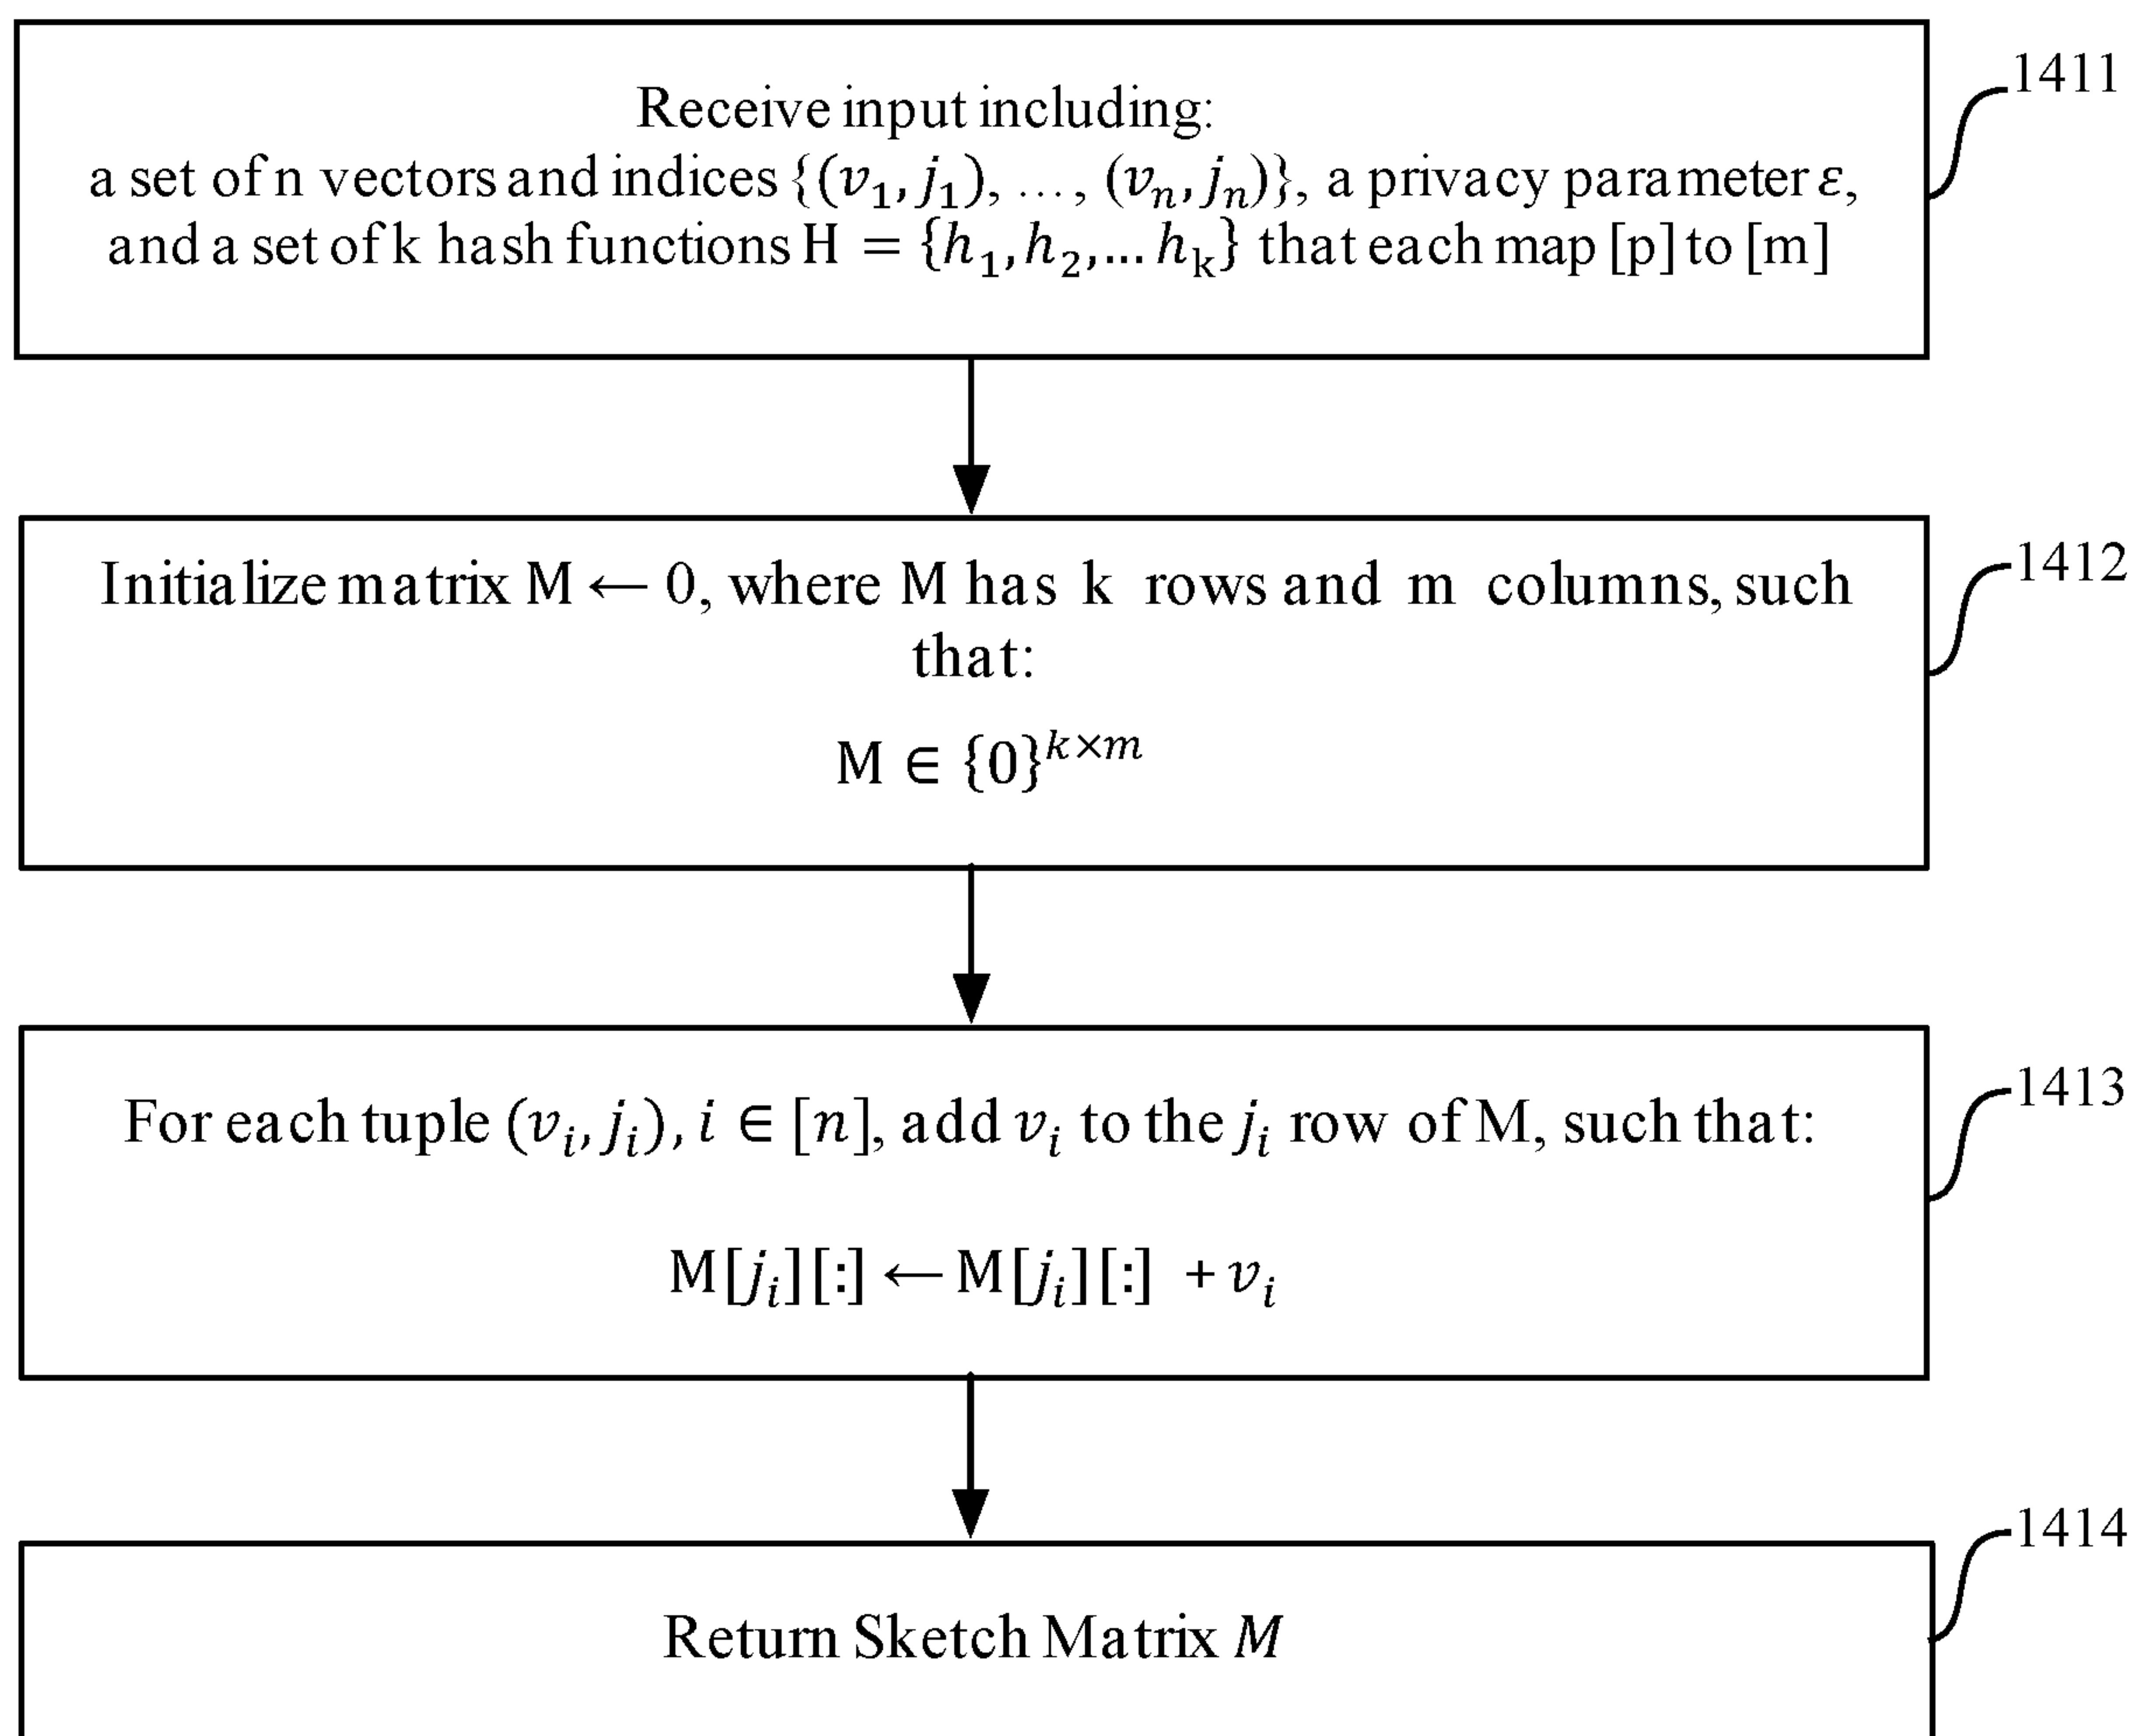 Receive input including:
1411
a set of n vectors and indices {(v₁, j₁), …, (vₙ, jₙ)}, a privacy parameter ε,
and a set of k hash functions H = {h₁, h₂, … hₖ} that each map [p] to [m]
1412
Initialize matrix M ← 0, where M has k rows and m columns, such
that:
M ∈ {0}^{k×m}
1413
For each tuple (vᵢ, jᵢ), i ∈ [n], add vᵢ to the jᵢ row of M, such that:
M[jᵢ][:] ← M[jᵢ][:] + vᵢ
1414
Return Sketch Matrix M